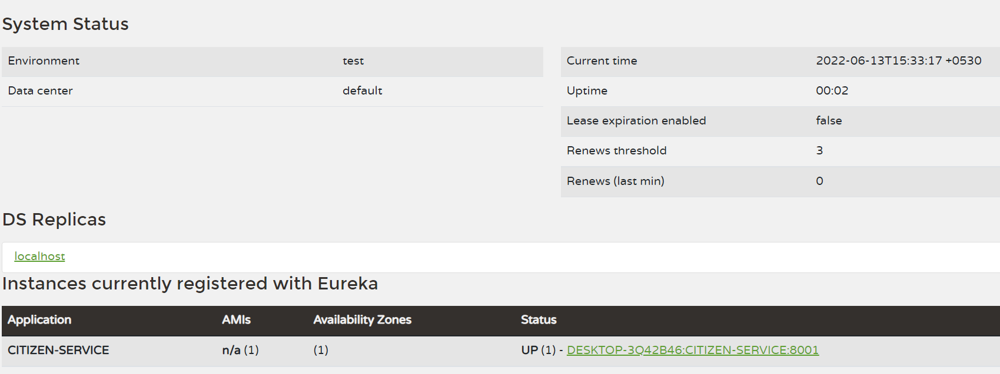 System Status
Environment test
Data center default
Current time 2022-06-13T15:33:17 +0530
Uptime 00:02
Lease expiration enabled false
Renews threshold 3
Renews (last min) 0
DS Replicas
localhost
Instances currently registered with Eureka
Application AMIs Availability Zones Status
CITIZEN-SERVICE n/a (1) (1) UP (1) - DESKTOP-3Q42B46:CITIZEN-SERVICE:8001